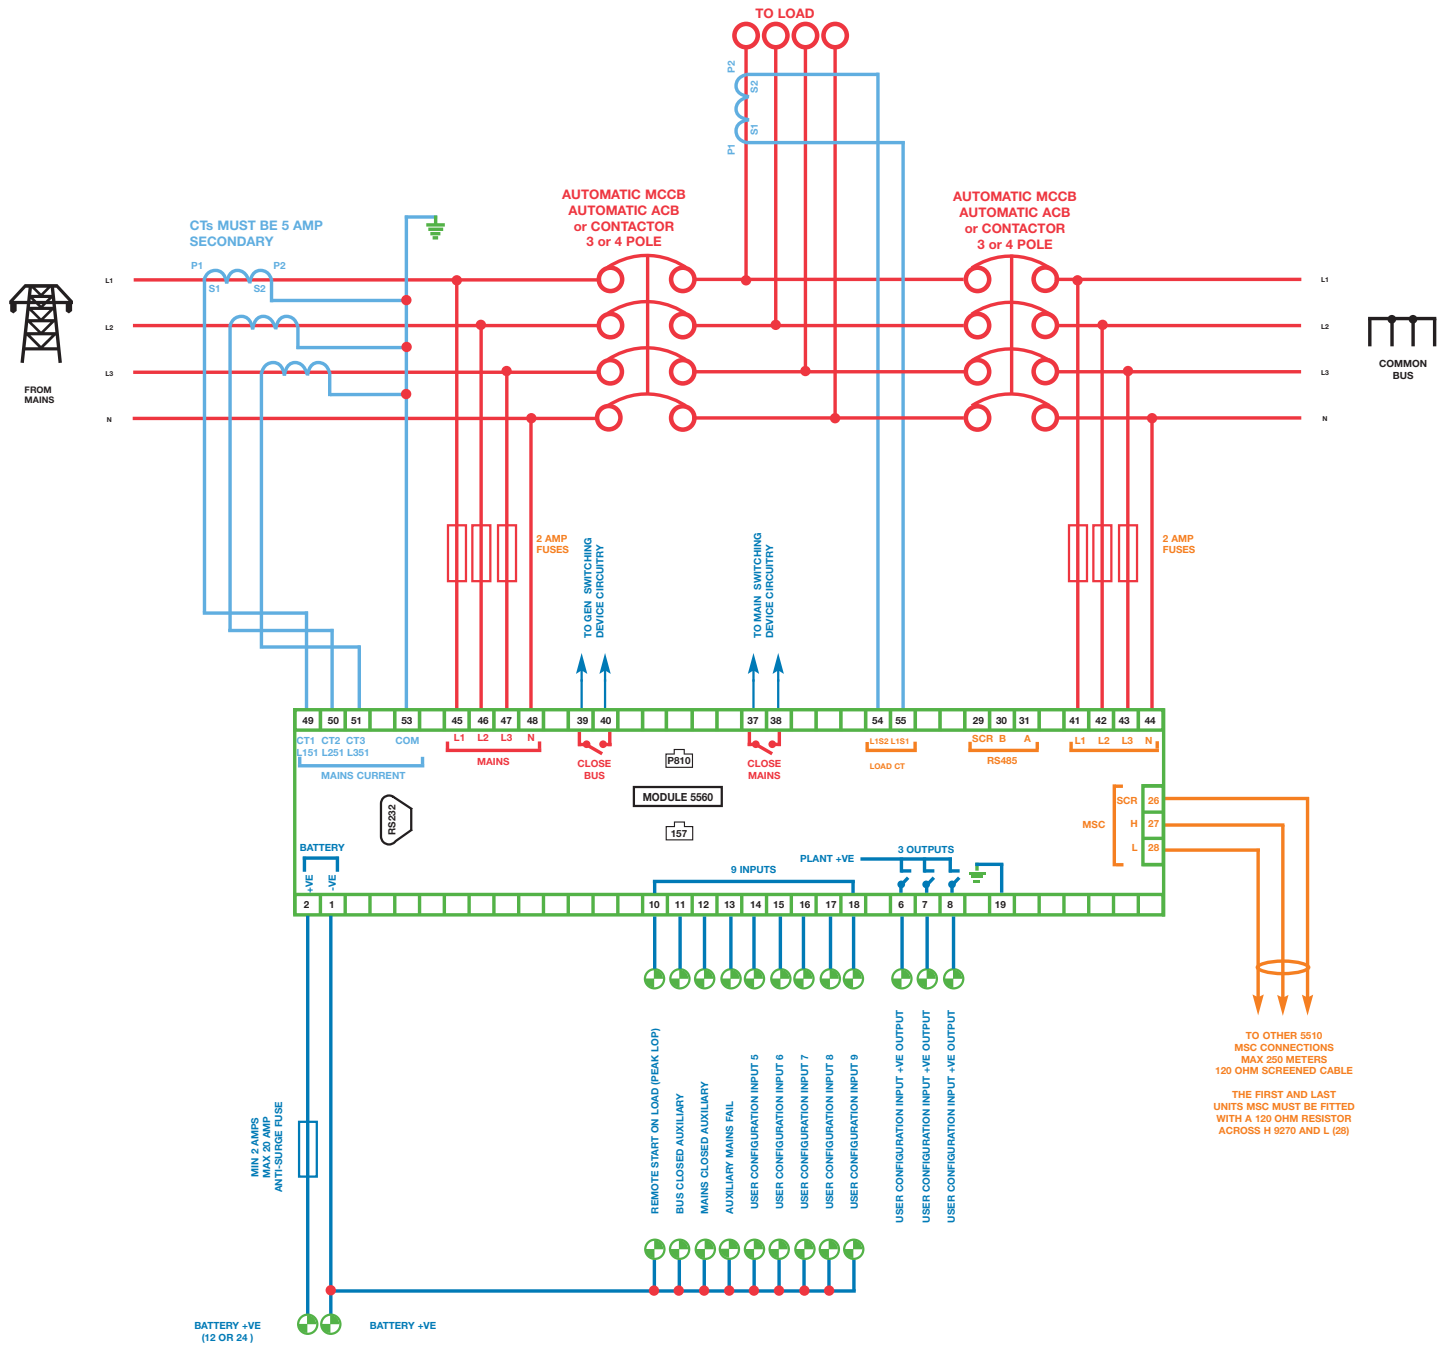 TO LOAD
P2
S2
S1
P1
AUTOMATIC MCCB
AUTOMATIC ACB
or CONTACTOR
3 or 4 POLE
AUTOMATIC MCCB
AUTOMATIC ACB
or CONTACTOR
3 or 4 POLE
CTs MUST BE 5 AMP
SECONDARY
P1
P2
S1
S2
L1
L2
L3
N
FROM
MAINS
L1
L2
L3
N
COMMON
BUS
2 AMP
FUSES
TO GEN SWITCHING
DEVICE CIRCUITRY
TO MAIN SWITCHING
DEVICE CIRCUITRY
2 AMP
FUSES
49 50 51 53 45 46 47 48 39 40 37 38 54 55 29 30 31 41 42 43 44
CT1 CT2 CT3 COM
L151 L251 L351
MAINS CURRENT
L1 L2 L3 N
MAINS
CLOSE
BUS
CLOSE
MAINS
L1S2 L1S1
LOAD CT
SCR B A
RS485
L1 L2 L3 N
P810
MODULE 5560
157
RS232
MSC
SCR 26
H 27
L 28
BATTERY
+VE
-VE
9 INPUTS
PLANT +VE
3 OUTPUTS
2 1 10 11 12 13 14 15 16 17 18 6 7 8 19
TO OTHER 5510
MSC CONNECTIONS
MAX 250 METERS
120 OHM SCREENED CABLE
THE FIRST AND LAST
UNITS MSC MUST BE FITTED
WITH A 120 OHM RESISTOR
ACROSS H 9270 AND L (28)
MIN 2 AMPS
MAX 20 AMP
ANTI-SURGE FUSE
REMOTE START ON LOAD (PEAK LOP)
BUS CLOSED AUXILIARY
MAINS CLOSED AUXILIARY
AUXILIARY MAINS FAIL
USER CONFIGURATION INPUT 5
USER CONFIGURATION INPUT 6
USER CONFIGURATION INPUT 7
USER CONFIGURATION INPUT 8
USER CONFIGURATION INPUT 9
USER CONFIGURATION INPUT +VE OUTPUT
USER CONFIGURATION INPUT +VE OUTPUT
USER CONFIGURATION INPUT +VE OUTPUT
BATTERY +VE
(12 OR 24 )
BATTERY +VE